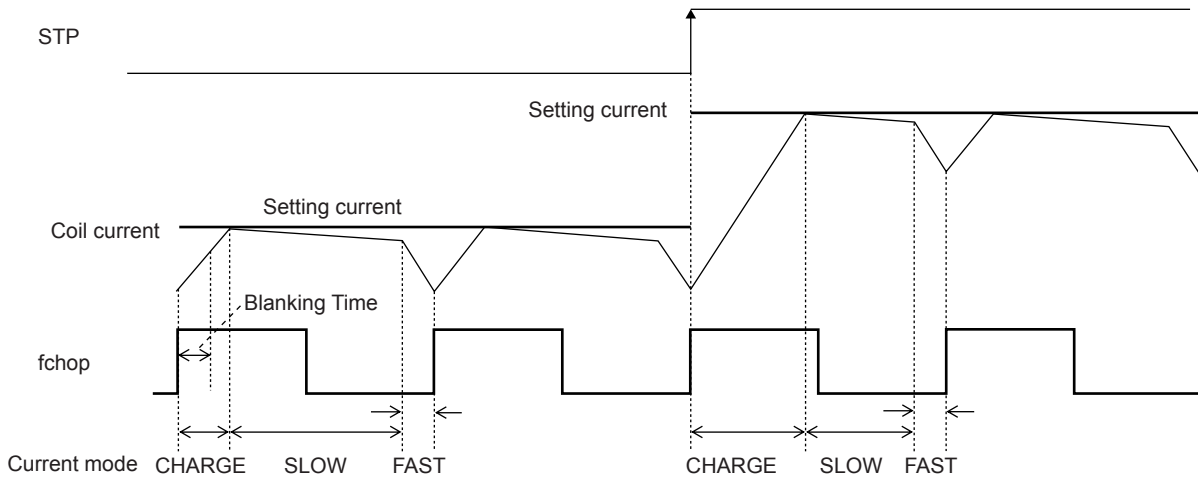 STP
Setting current
Setting current
Coil current
Blanking Time
fchop
Current mode CHARGE SLOW FAST CHARGE SLOW FAST